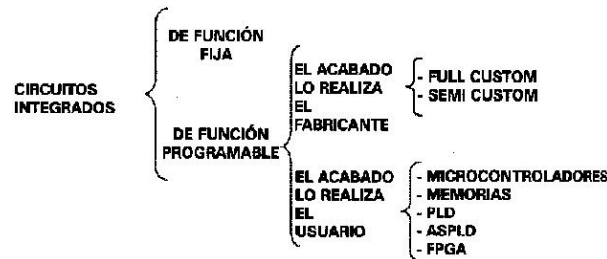 CIRCUITOS
INTEGRADOS
DE FUNCIÓN
FIJA
DE FUNCIÓN
PROGRAMABLE
EL ACABADO
LO REALIZA
EL
FABRICANTE
- FULL CUSTOM
- SEMI CUSTOM
EL ACABADO
LO REALIZA
EL
USUARIO
- MICROCONTROLADORES
- MEMORIAS
- PLD
- ASPLD
- FPGA